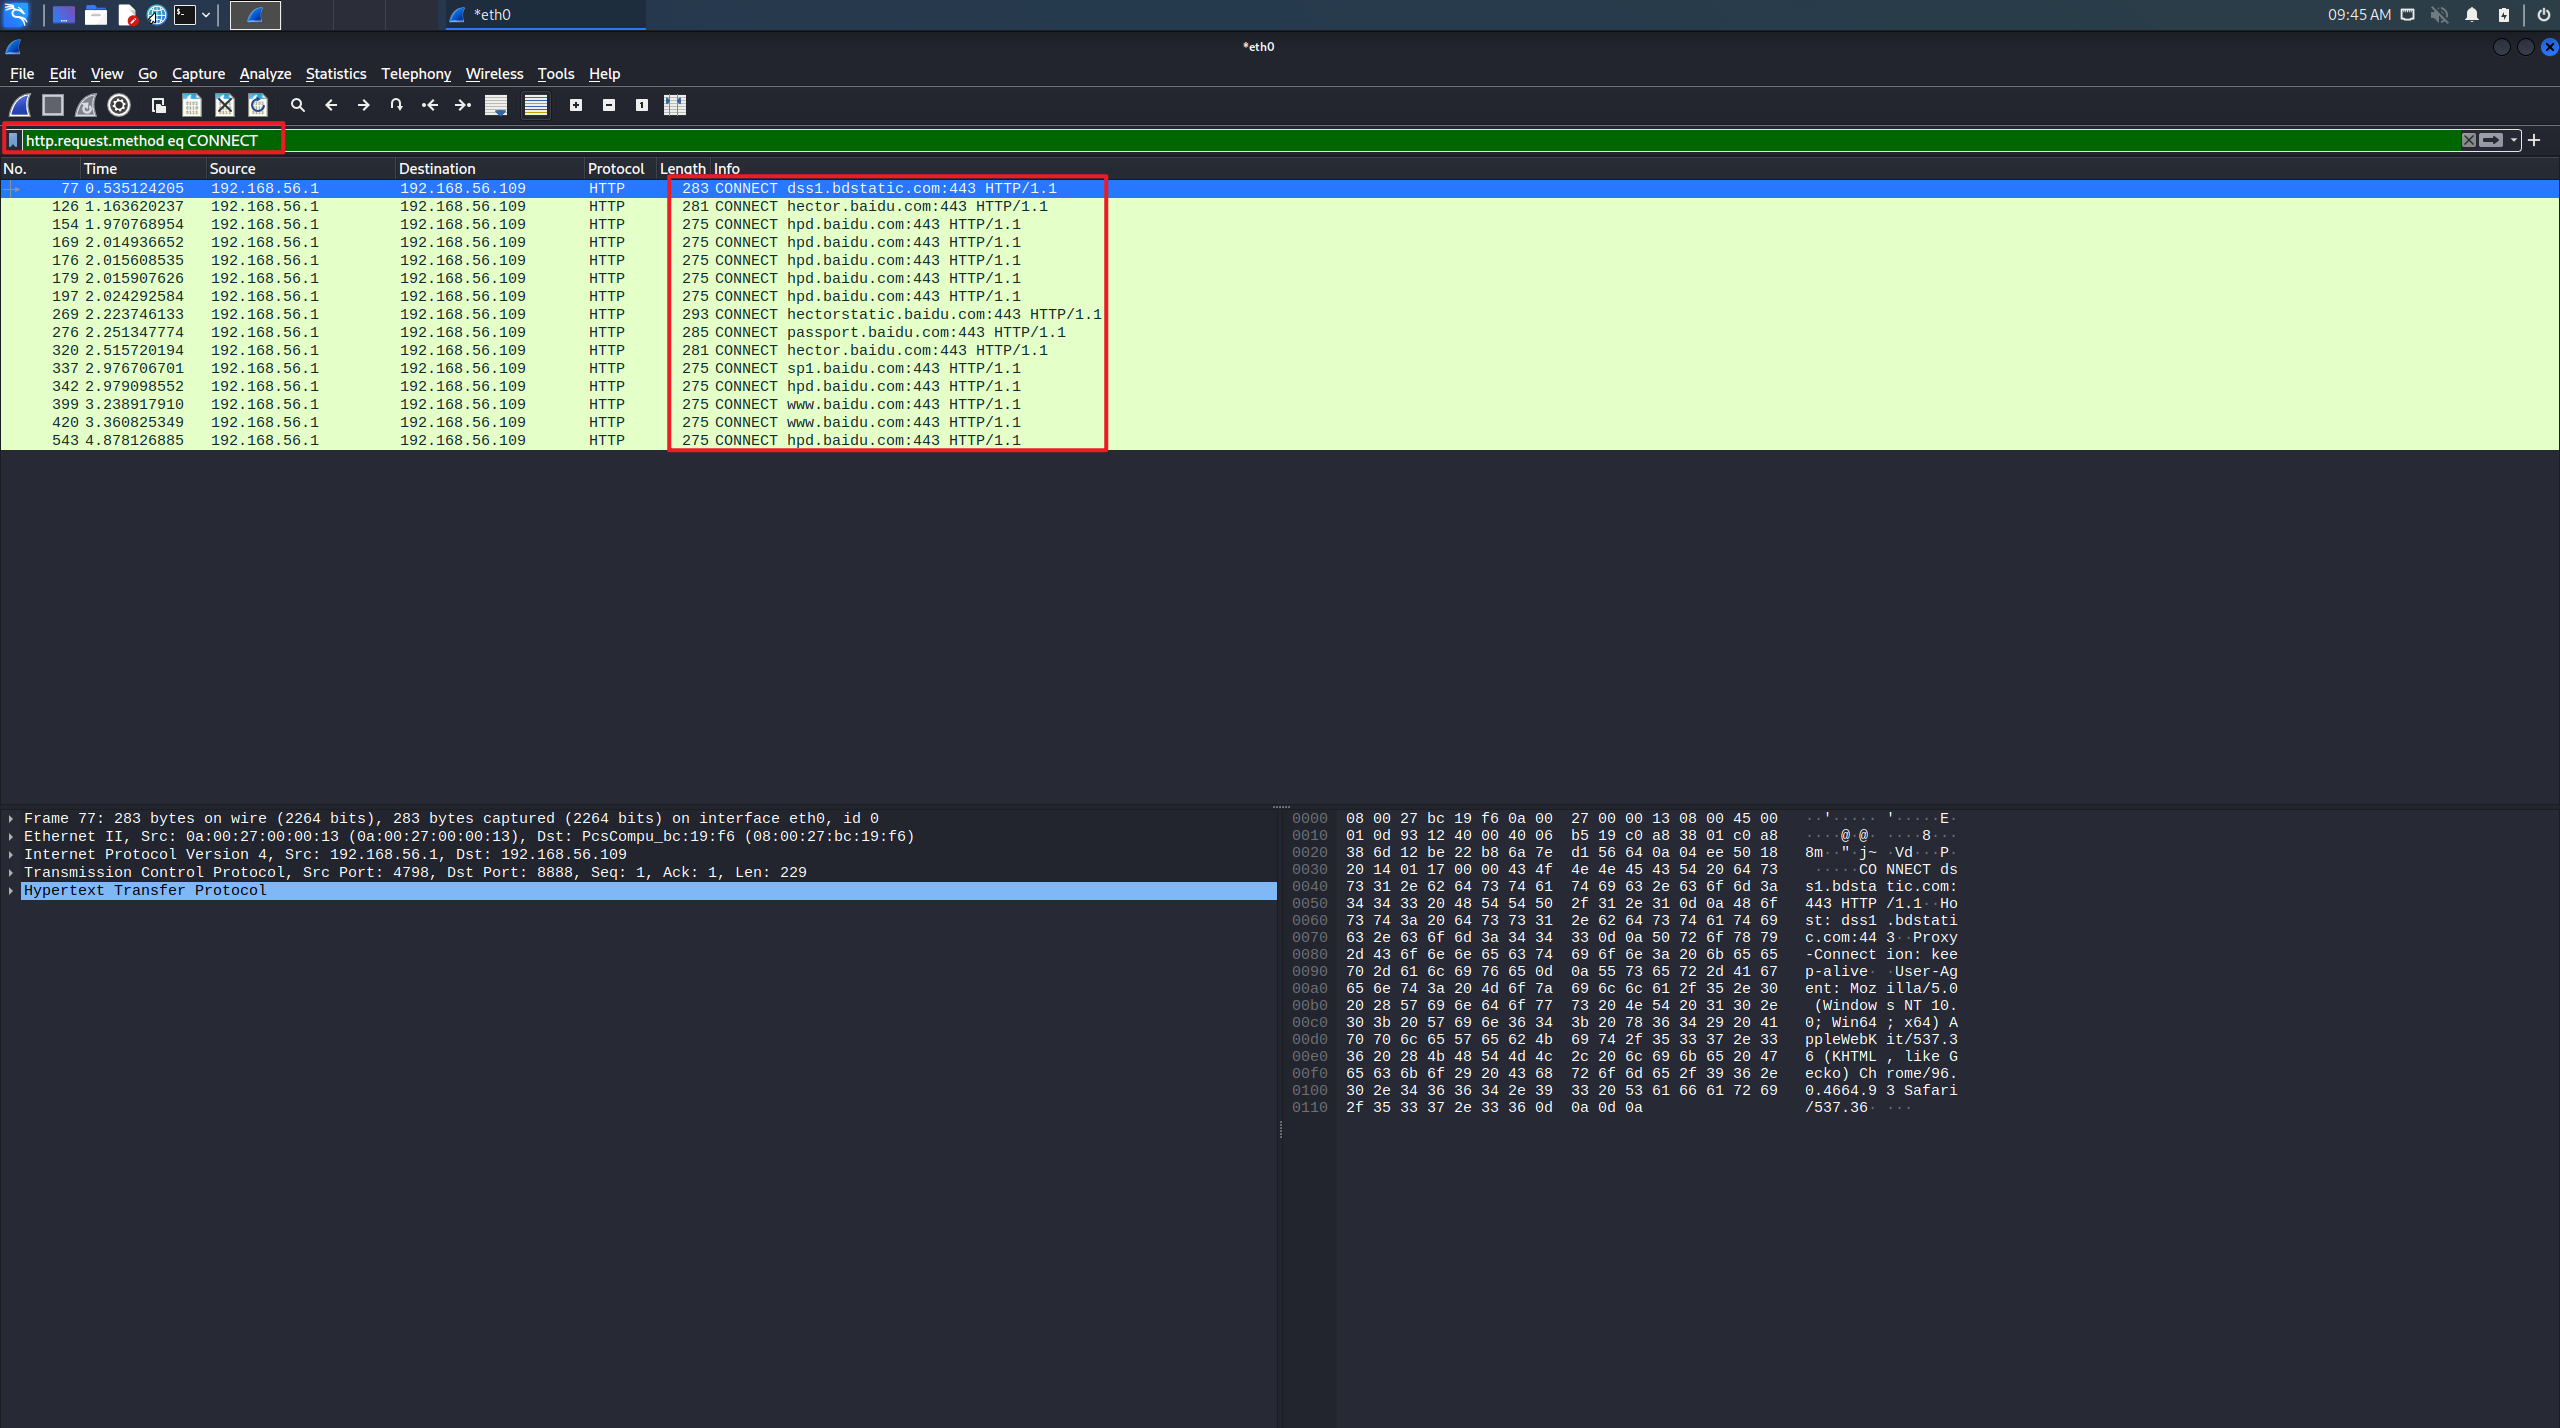 *eth0
09:45 AM
*eth0
File Edit View Go Capture Analyze Statistics Telephony Wireless Tools Help
http.request.method eq CONNECT
No. Time Source Destination Protocol Length Info
77 0.535124205 192.168.56.1 192.168.56.109 HTTP 283 CONNECT dss1.bdstatic.com:443 HTTP/1.1
126 1.163620237 192.168.56.1 192.168.56.109 HTTP 281 CONNECT hector.baidu.com:443 HTTP/1.1
154 1.970768954 192.168.56.1 192.168.56.109 HTTP 275 CONNECT hpd.baidu.com:443 HTTP/1.1
169 2.014936652 192.168.56.1 192.168.56.109 HTTP 275 CONNECT hpd.baidu.com:443 HTTP/1.1
176 2.015608535 192.168.56.1 192.168.56.109 HTTP 275 CONNECT hpd.baidu.com:443 HTTP/1.1
179 2.015907626 192.168.56.1 192.168.56.109 HTTP 275 CONNECT hpd.baidu.com:443 HTTP/1.1
197 2.024292584 192.168.56.1 192.168.56.109 HTTP 275 CONNECT hpd.baidu.com:443 HTTP/1.1
269 2.223746133 192.168.56.1 192.168.56.109 HTTP 293 CONNECT hectorstatic.baidu.com:443 HTTP/1.1
276 2.251347774 192.168.56.1 192.168.56.109 HTTP 285 CONNECT passport.baidu.com:443 HTTP/1.1
320 2.515720194 192.168.56.1 192.168.56.109 HTTP 281 CONNECT hector.baidu.com:443 HTTP/1.1
337 2.976706701 192.168.56.1 192.168.56.109 HTTP 275 CONNECT sp1.baidu.com:443 HTTP/1.1
342 2.979098552 192.168.56.1 192.168.56.109 HTTP 275 CONNECT hpd.baidu.com:443 HTTP/1.1
399 3.238917910 192.168.56.1 192.168.56.109 HTTP 275 CONNECT www.baidu.com:443 HTTP/1.1
420 3.360825349 192.168.56.1 192.168.56.109 HTTP 275 CONNECT www.baidu.com:443 HTTP/1.1
543 4.878126885 192.168.56.1 192.168.56.109 HTTP 275 CONNECT hpd.baidu.com:443 HTTP/1.1
Frame 77: 283 bytes on wire (2264 bits), 283 bytes captured (2264 bits) on interface eth0, id 0
Ethernet II, Src: 0a:00:27:00:00:13 (0a:00:27:00:00:13), Dst: PcsCompu_bc:19:f6 (08:00:27:bc:19:f6)
Internet Protocol Version 4, Src: 192.168.56.1, Dst: 192.168.56.109
Transmission Control Protocol, Src Port: 4798, Dst Port: 8888, Seq: 1, Ack: 1, Len: 229
Hypertext Transfer Protocol
0000 08 00 27 bc 19 f6 0a 00 27 00 00 13 08 00 45 00 ··'····· '·····E·
0010 01 0d 93 12 40 00 40 06 b5 19 c0 a8 38 01 c0 a8 ····@·@· ····8···
0020 38 6d 12 be 22 b8 6a 7e d1 56 64 0a 04 ee 50 18 8m··"·j~ ·Vd···P·
0030 20 14 01 17 00 00 43 4f 4e 4e 45 43 54 20 64 73 ·····CO NNECT ds
0040 73 31 2e 62 64 73 74 61 74 69 63 2e 63 6f 6d 3a s1.bdsta tic.com:
0050 34 34 33 20 48 54 54 50 2f 31 2e 31 0d 0a 48 6f 443 HTTP /1.1··Ho
0060 73 74 3a 20 64 73 73 31 2e 62 64 73 74 61 74 69 st: dss1 .bdstati
0070 63 2e 63 6f 6d 3a 34 34 33 0d 0a 50 72 6f 78 79 c.com:44 3··Proxy
0080 2d 43 6f 6e 6e 65 63 74 69 6f 6e 3a 20 6b 65 65 -Connect ion: kee
0090 70 2d 61 6c 69 76 65 0d 0a 55 73 65 72 2d 41 67 p-alive· ·User-Ag
00a0 65 6e 74 3a 20 4d 6f 7a 69 6c 6c 61 2f 35 2e 30 ent: Moz illa/5.0
00b0 20 28 57 69 6e 64 6f 77 73 20 4e 54 20 31 30 2e (Window s NT 10.
00c0 30 3b 20 57 69 6e 36 34 3b 20 78 36 34 29 20 41 0; Win64 ; x64) A
00d0 70 70 6c 65 57 65 62 4b 69 74 2f 35 33 37 2e 33 ppleWebK it/537.3
00e0 36 20 28 4b 48 54 4d 4c 2c 20 6c 69 6b 65 20 47 6 (KHTML , like G
00f0 65 63 6b 6f 29 20 43 68 72 6f 6d 65 2f 39 36 2e ecko) Ch rome/96.
0100 30 2e 34 36 36 34 2e 39 33 20 53 61 66 61 72 69 0.4664.9 3 Safari
0110 2f 35 33 37 2e 33 36 0d 0a 0d 0a /537.36· ···